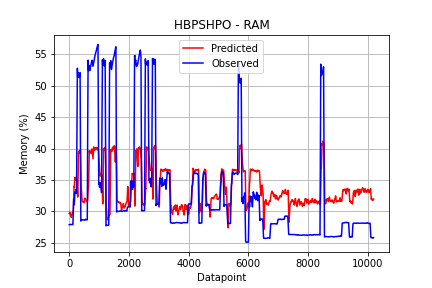 HBPSHPO - RAM
Predicted
Observed
Memory (%)
55
50
45
40
35
30
25
0
2000
4000
6000
8000
10000
Datapoint